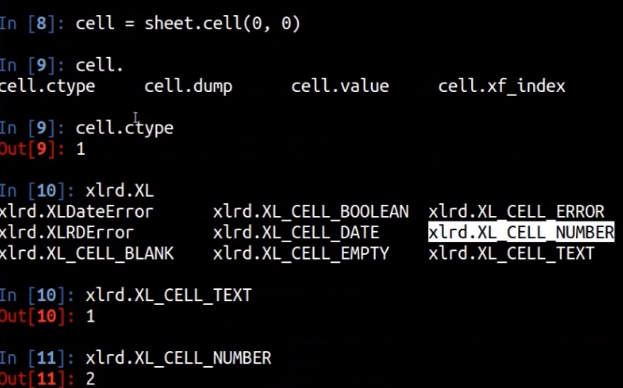 In [8]: cell = sheet.cell(0, 0)
In [9]: cell.
cell.ctype cell.dump cell.value cell.xf_index
In [9]: cell.ctype
Out[9]: 1
In [10]: xlrd.XL
xlrd.XLDateError xlrd.XL_CELL_BOOLEAN xlrd.XL_CELL_ERROR
xlrd.XLRDError xlrd.XL_CELL_DATE xlrd.XL_CELL_NUMBER
xlrd.XL_CELL_BLANK xlrd.XL_CELL_EMPTY xlrd.XL_CELL_TEXT
In [10]: xlrd.XL_CELL_TEXT
Out[10]: 1
In [11]: xlrd.XL_CELL_NUMBER
Out[11]: 2